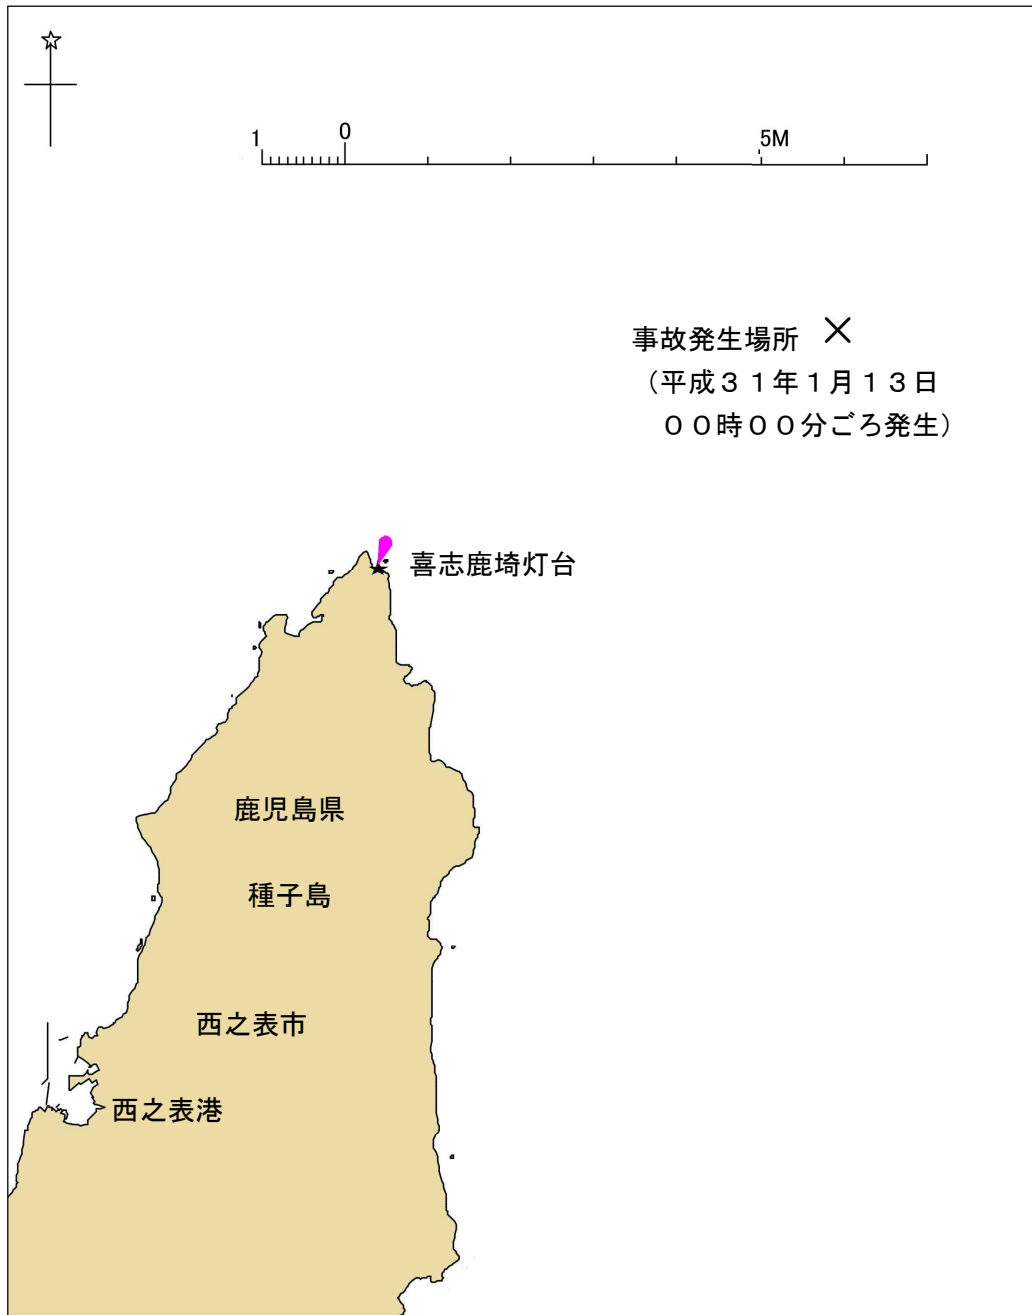 1 0 5M
事故発生場所
（平成３１年１月１３日
００時００分ごろ発生）
喜志鹿埼灯台
鹿児島県
種子島
西之表市
西之表港